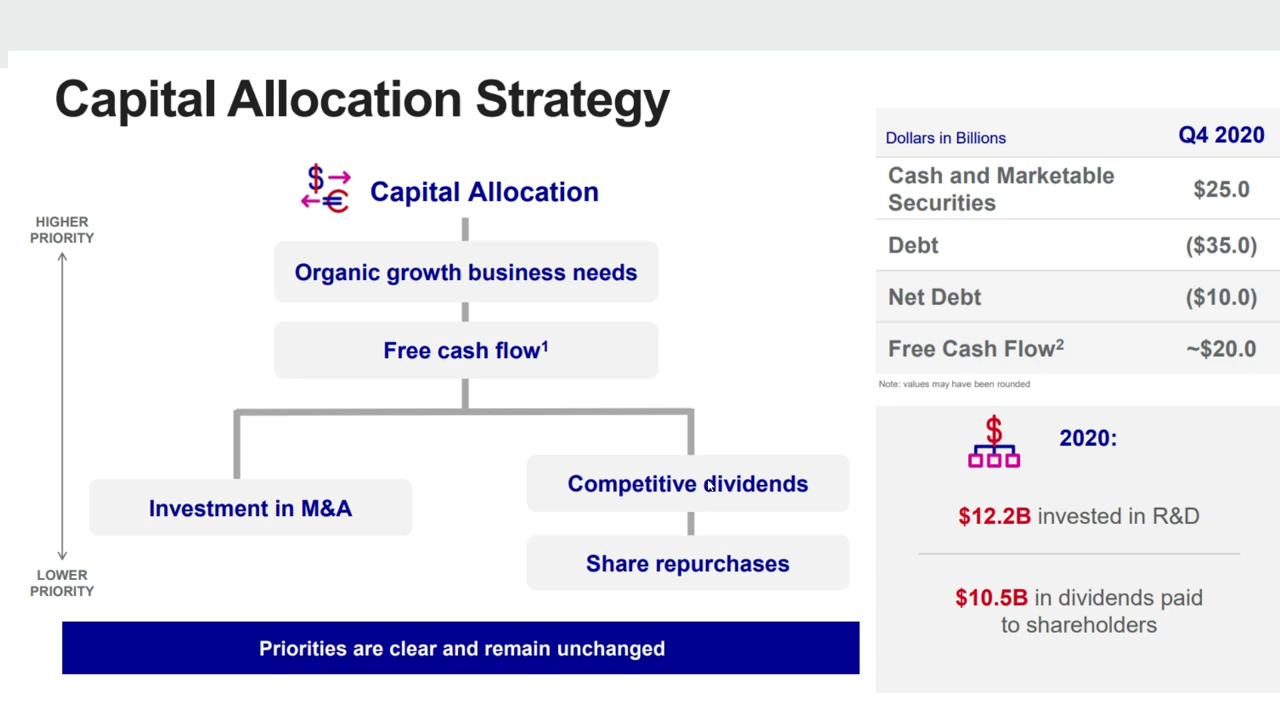 Capital Allocation Strategy
$
€
Capital Allocation
HIGHER
PRIORITY
Organic growth business needs
Free cash flow¹
Investment in M&A
Competitive dividends
Share repurchases
LOWER
PRIORITY
Priorities are clear and remain unchanged
Dollars in Billions Q4 2020
Cash and Marketable
Securities $25.0
Debt ($35.0)
Net Debt ($10.0)
Free Cash Flow² ~$20.0
Note: values may have been rounded
$
2020:
$12.2B invested in R&D
$10.5B in dividends paid
to shareholders